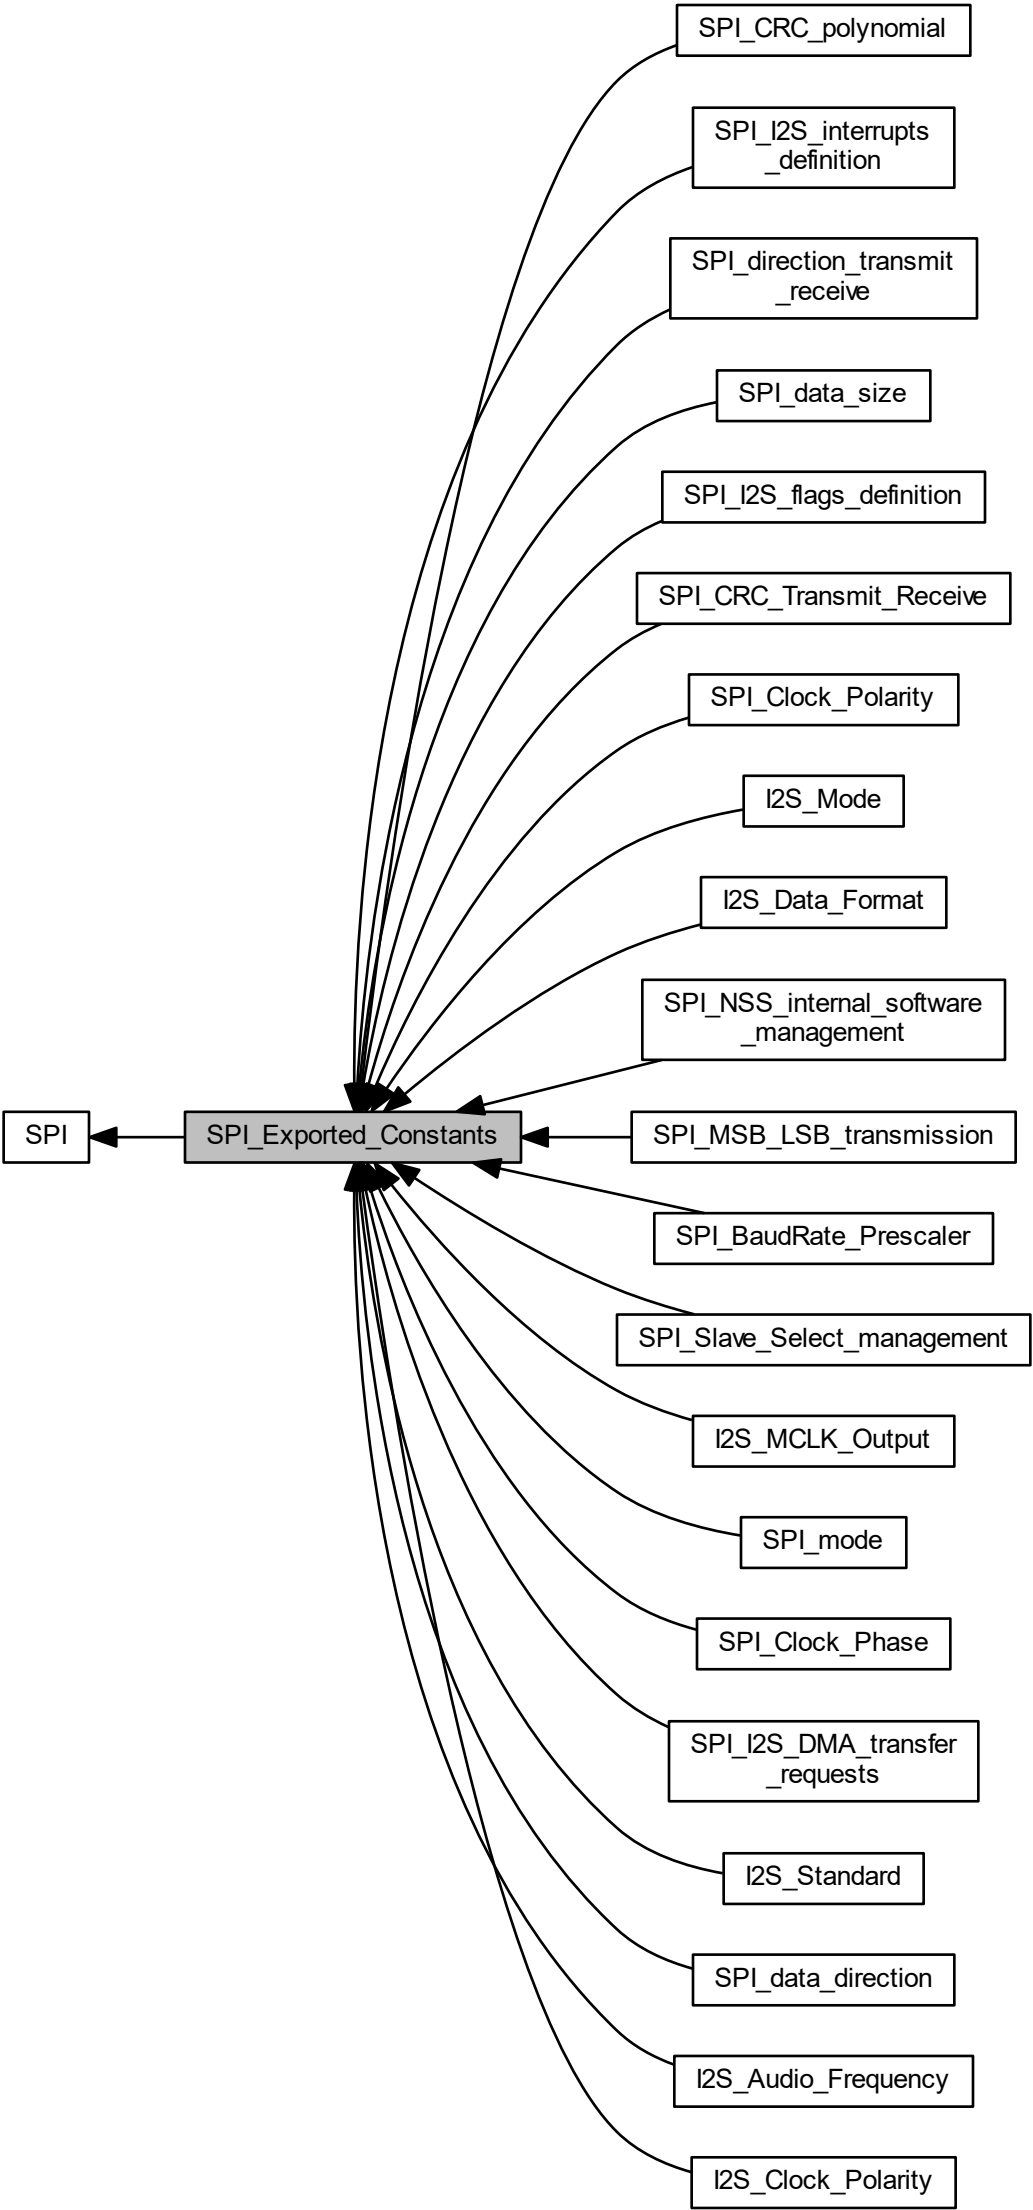 SPI_CRC_polynomial
SPI_I2S_interrupts
_definition
SPI_direction_transmit
_receive
SPI_data_size
SPI_I2S_flags_definition
SPI_CRC_Transmit_Receive
SPI_Clock_Polarity
I2S_Mode
I2S_Data_Format
SPI_NSS_internal_software
_management
SPI
SPI_Exported_Constants
SPI_MSB_LSB_transmission
SPI_BaudRate_Prescaler
SPI_Slave_Select_management
I2S_MCLK_Output
SPI_mode
SPI_Clock_Phase
SPI_I2S_DMA_transfer
_requests
I2S_Standard
SPI_data_direction
I2S_Audio_Frequency
I2S_Clock_Polarity